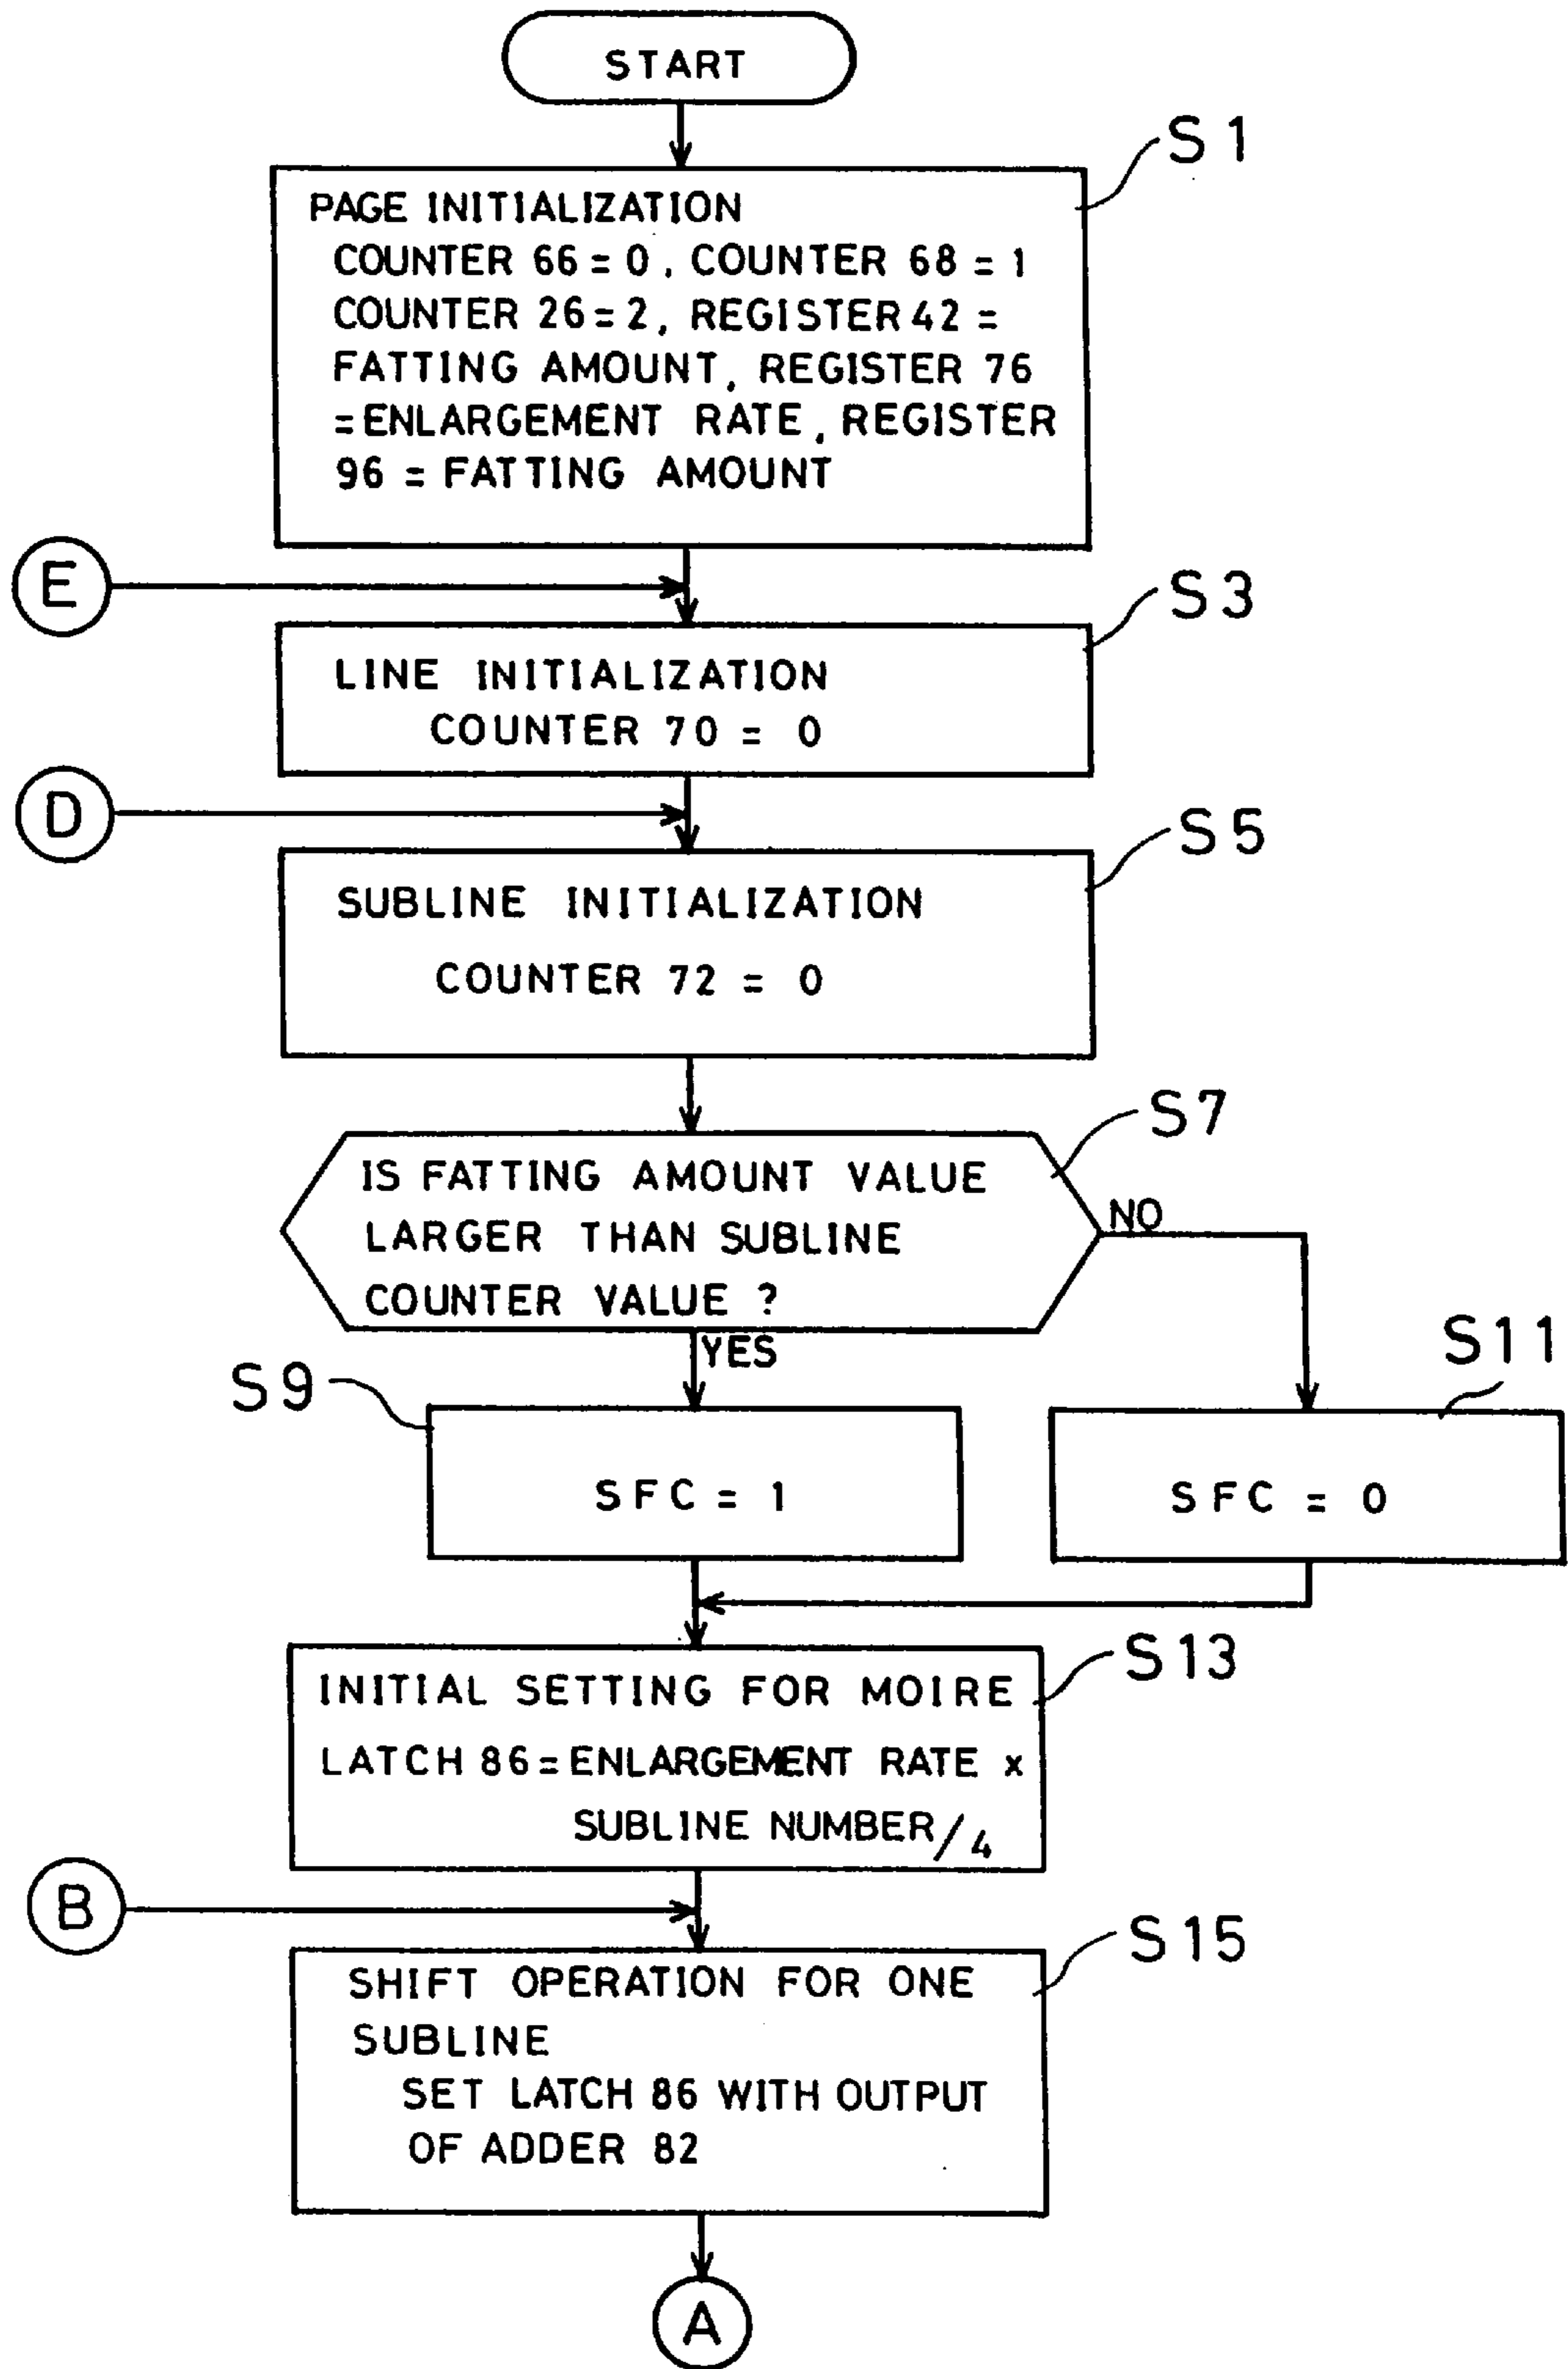 START
S1
PAGE INITIALIZATION
COUNTER 66 = 0, COUNTER 68 = 1
COUNTER 26 = 2, REGISTER 42 =
FATTING AMOUNT, REGISTER 76
= ENLARGEMENT RATE, REGISTER
96 = FATTING AMOUNT
E
S3
LINE INITIALIZATION
COUNTER 70 = 0
D
S5
SUBLINE INITIALIZATION
COUNTER 72 = 0
S7
IS FATTING AMOUNT VALUE
LARGER THAN SUBLINE
COUNTER VALUE ?
NO
YES
S9
S11
SFC = 1
SFC = 0
S13
INITIAL SETTING FOR MOIRE
LATCH 86 = ENLARGEMENT RATE x
SUBLINE NUMBER/4
B
S15
SHIFT OPERATION FOR ONE
SUBLINE
SET LATCH 86 WITH OUTPUT
OF ADDER 82
A